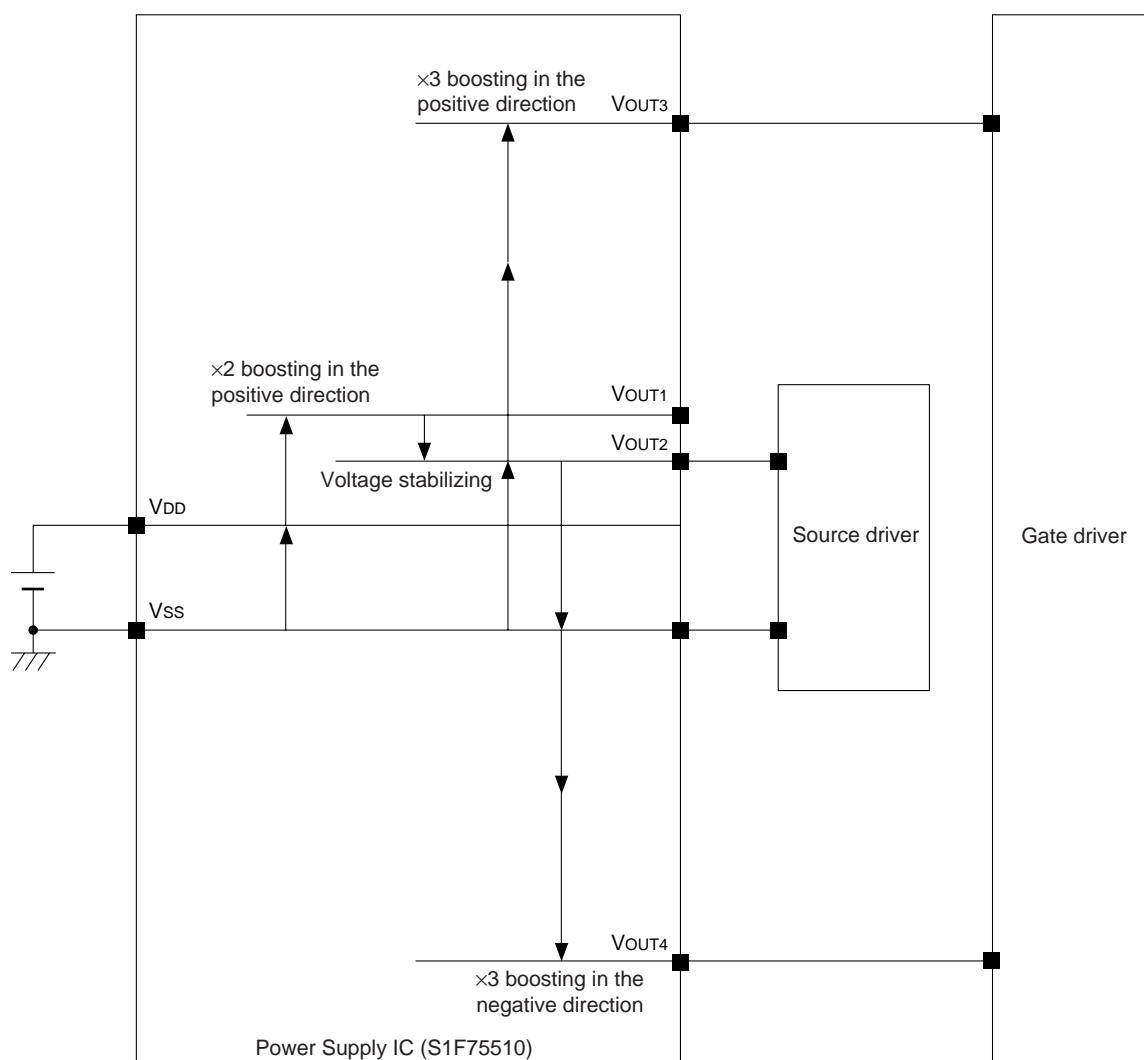 ×3 boosting in the
positive direction
VOUT3
×2 boosting in the
positive direction
VOUT1
VOUT2
Voltage stabilizing
VDD
Source driver
Gate driver
VSS
VOUT4
×3 boosting in the
negative direction
Power Supply IC (S1F75510)